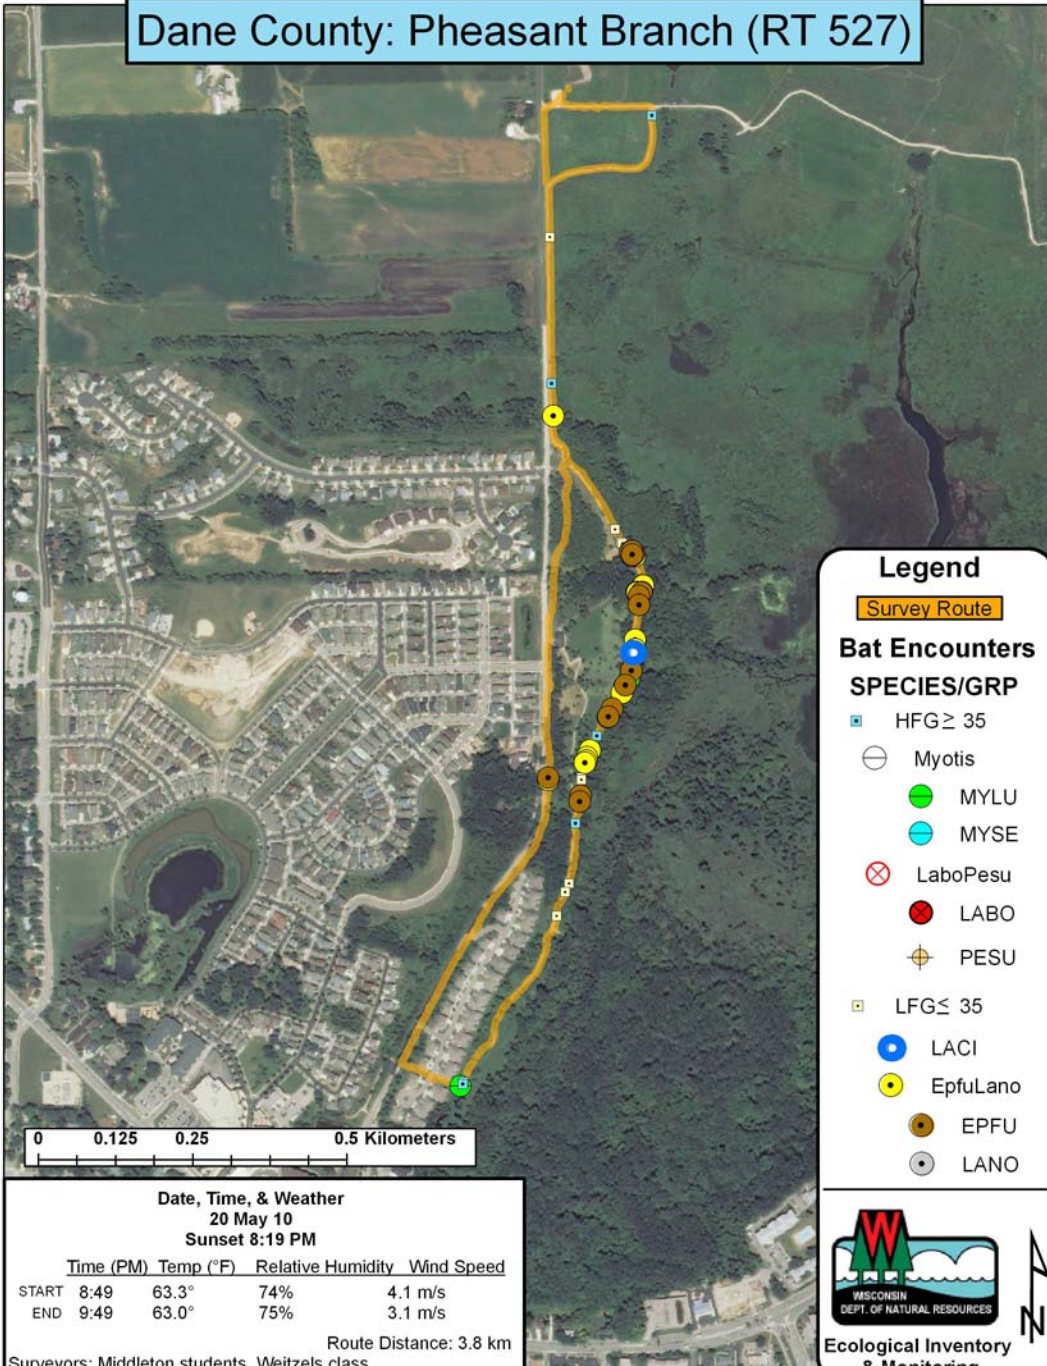 Dane County: Pheasant Branch (RT 527)
Legend
Survey Route
Bat Encounters
SPECIES/GRP
HFG ≥ 35
Myotis
MYLU
MYSE
LaboPesu
LABO
PESU
LFG ≤ 35
LACI
EpfuLano
EPFU
LANO
0 0.125 0.25 0.5 Kilometers
Date, Time, & Weather
20 May 10
Sunset 8:19 PM
Time (PM) Temp (°F) Relative Humidity Wind Speed
START 8:49 63.3° 74% 4.1 m/s
END 9:49 63.0° 75% 3.1 m/s
Route Distance: 3.8 km
Surveyors: Middleton students, Weitzels class
W
WISCONSIN
DEPT. OF NATURAL RESOURCES
N
Ecological Inventory
& Monitoring